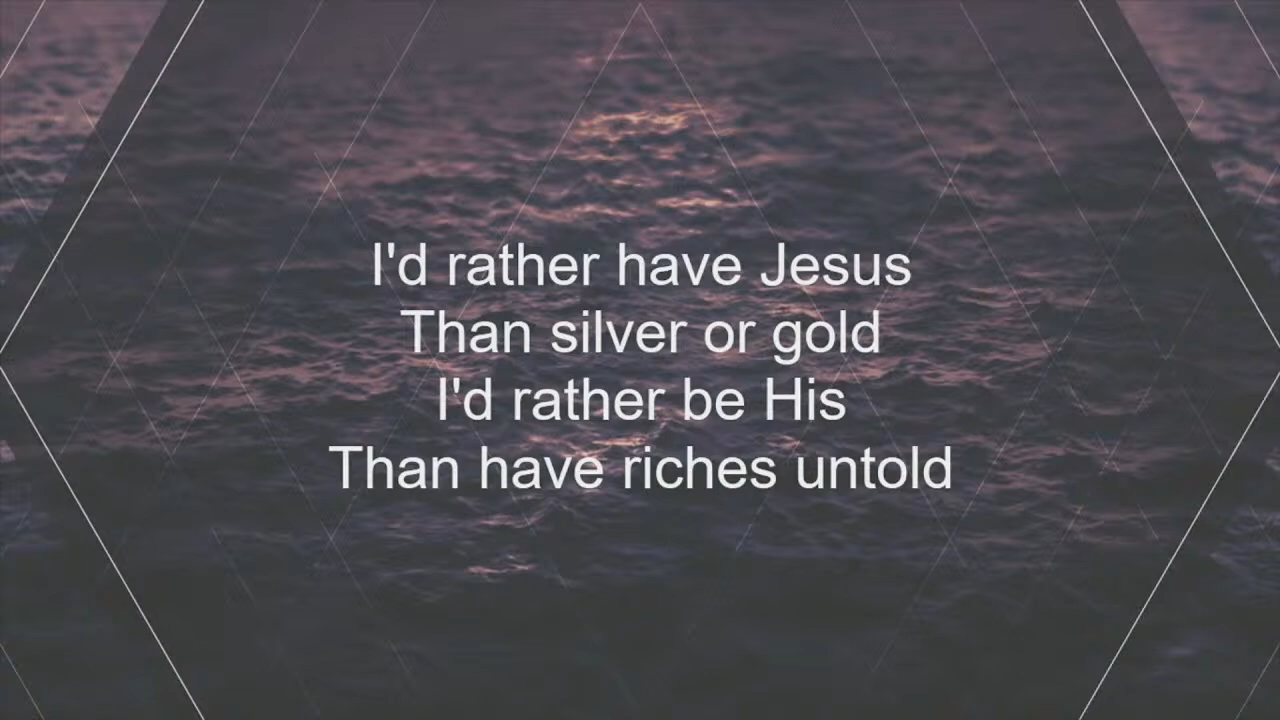 I'd rather have Jesus
Than silver or gold
I'd rather be His
Than have riches untold